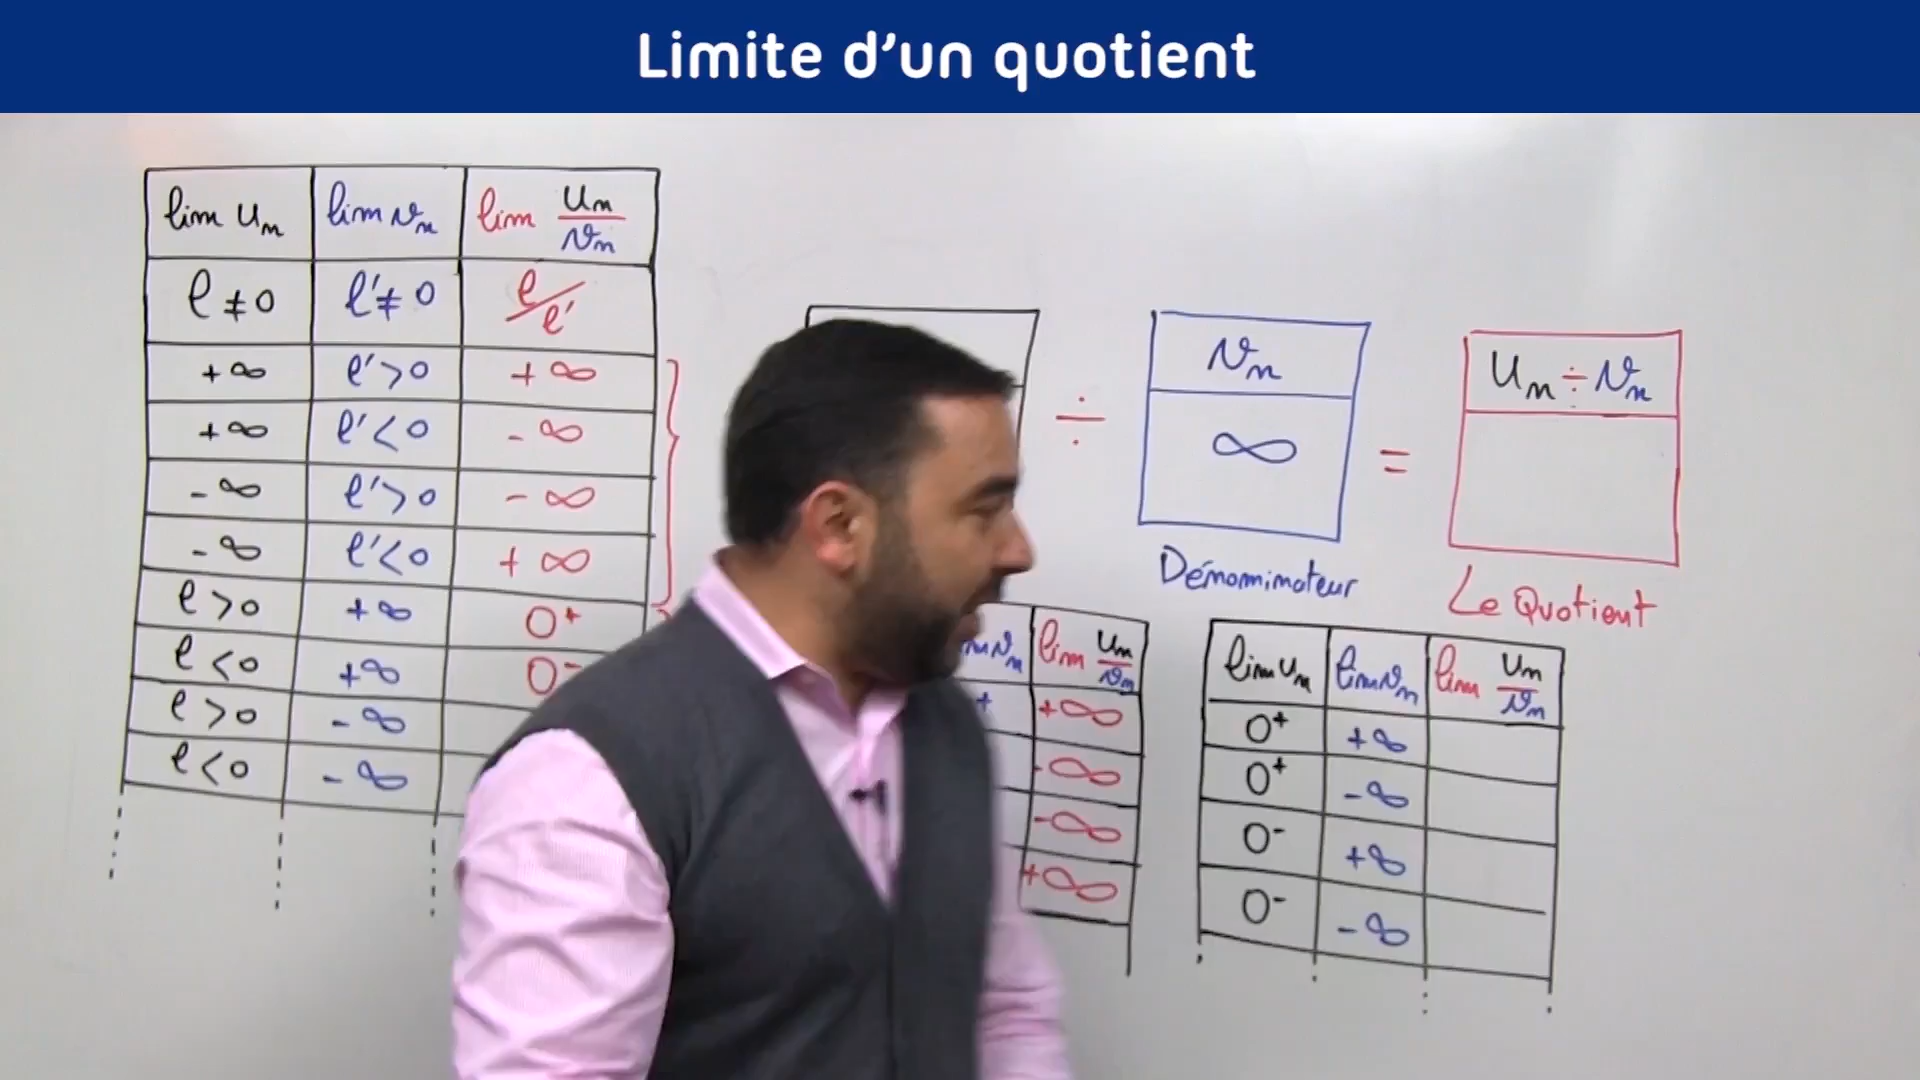 Limite d'un quotient
lim Un | lim Vn | lim Un/Vn
ℓ ≠ 0 | ℓ' ≠ 0 | ℓ/ℓ'
+∞ | ℓ' > 0 | +∞
+∞ | ℓ' < 0 | -∞
-∞ | ℓ' > 0 | -∞
-∞ | ℓ' < 0 | +∞
ℓ > 0 | +∞ | 0⁺
ℓ < 0 | +∞ | 0⁻
ℓ > 0 | -∞
ℓ < 0 | -∞
÷
Vn
∞
Dénominateur
=
Un ÷ Vn
Le Quotient
lim Un/Vn
+ | +∞
-∞
-∞
+∞
lim Un | lim Vn | lim Un/Vn
0⁺ | +∞
0⁺ | -∞
0⁻ | +∞
0⁻ | -∞